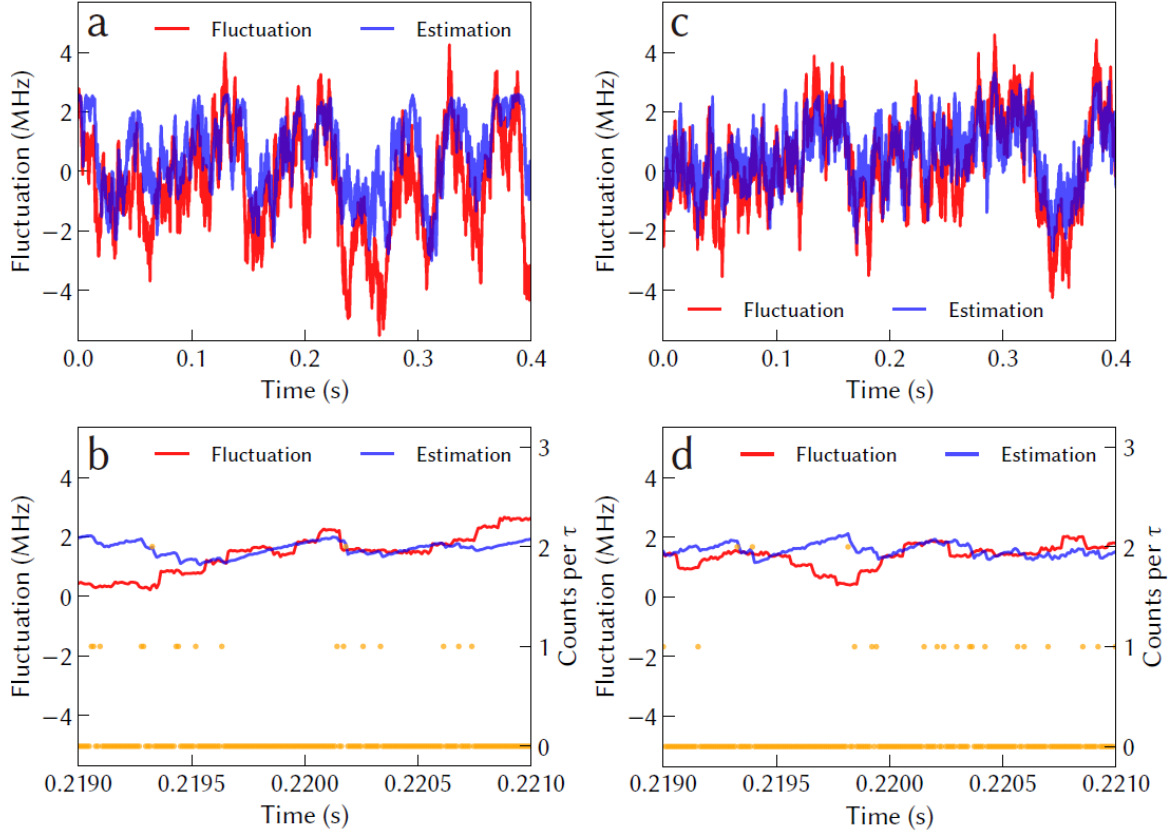 a Fluctuation Estimation
Fluctuation (MHz)
4
2
0
−2
−4
0.0 0.1 0.2 0.3 0.4
Time (s)
c
Fluctuation (MHz)
4
2
0
−2
−4
Fluctuation Estimation
0.0 0.1 0.2 0.3 0.4
Time (s)
b Fluctuation Estimation
Fluctuation (MHz)
4
2
0
−2
−4
3
2
1
0
Counts per τ
0.2190 0.2195 0.2200 0.2205 0.2210
Time (s)
d Fluctuation Estimation
Fluctuation (MHz)
4
2
0
−2
−4
3
2
1
0
Counts per τ
0.2190 0.2195 0.2200 0.2205 0.2210
Time (s)